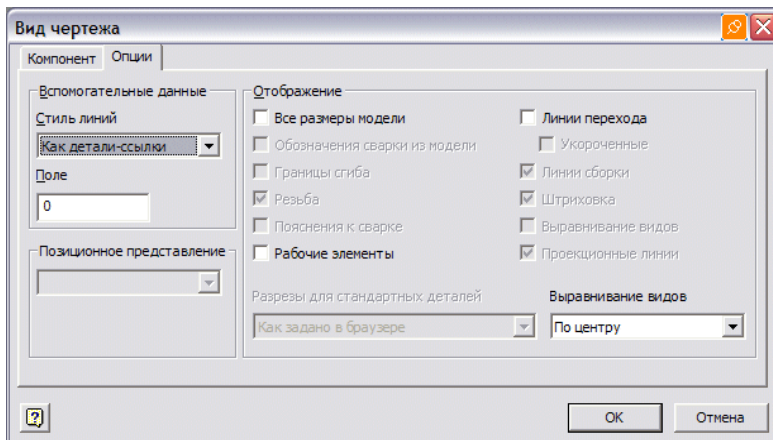 Вид чертежа
Компонент
Опции
Вспомогательные данные
Стиль линий
Как детали-ссылки
Поле
0
Позиционное представление
Отображение
Все размеры модели
Обозначения сварки из модели
Границы сгиба
Резьба
Пояснения к сварке
Рабочие элементы
Линии перехода
Укороченные
Линии сборки
Штриховка
Выравнивание видов
Проекционные линии
Разрезы для стандартных деталей
Как задано в браузере
Выравнивание видов
По центру
?
OK
Отмена